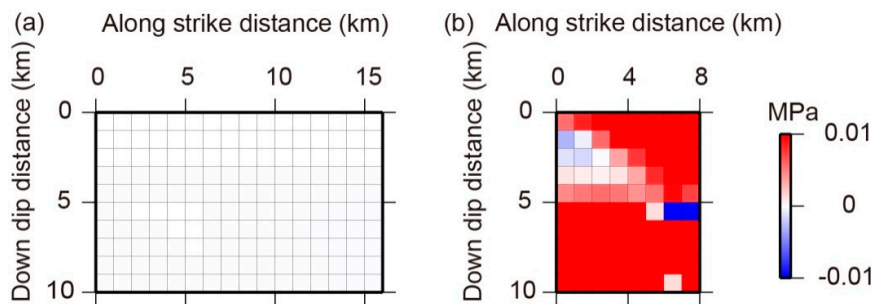 (a) Along strike distance (km)
0 5 10 15
Down dip distance (km)
0
5
10
(b) Along strike distance (km)
0 4 8
Down dip distance (km)
0
5
10
MPa
0.01
0
-0.01